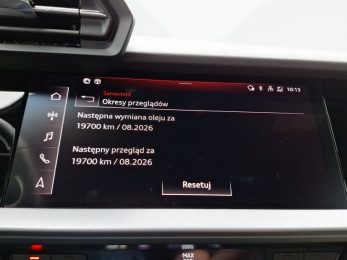 10:13
Samochód
Okresy przeglądów
Następna wymiana oleju za
19700 km / 08.2026
Następny przegląd za
19700 km / 08.2026
Resetuj
MAX